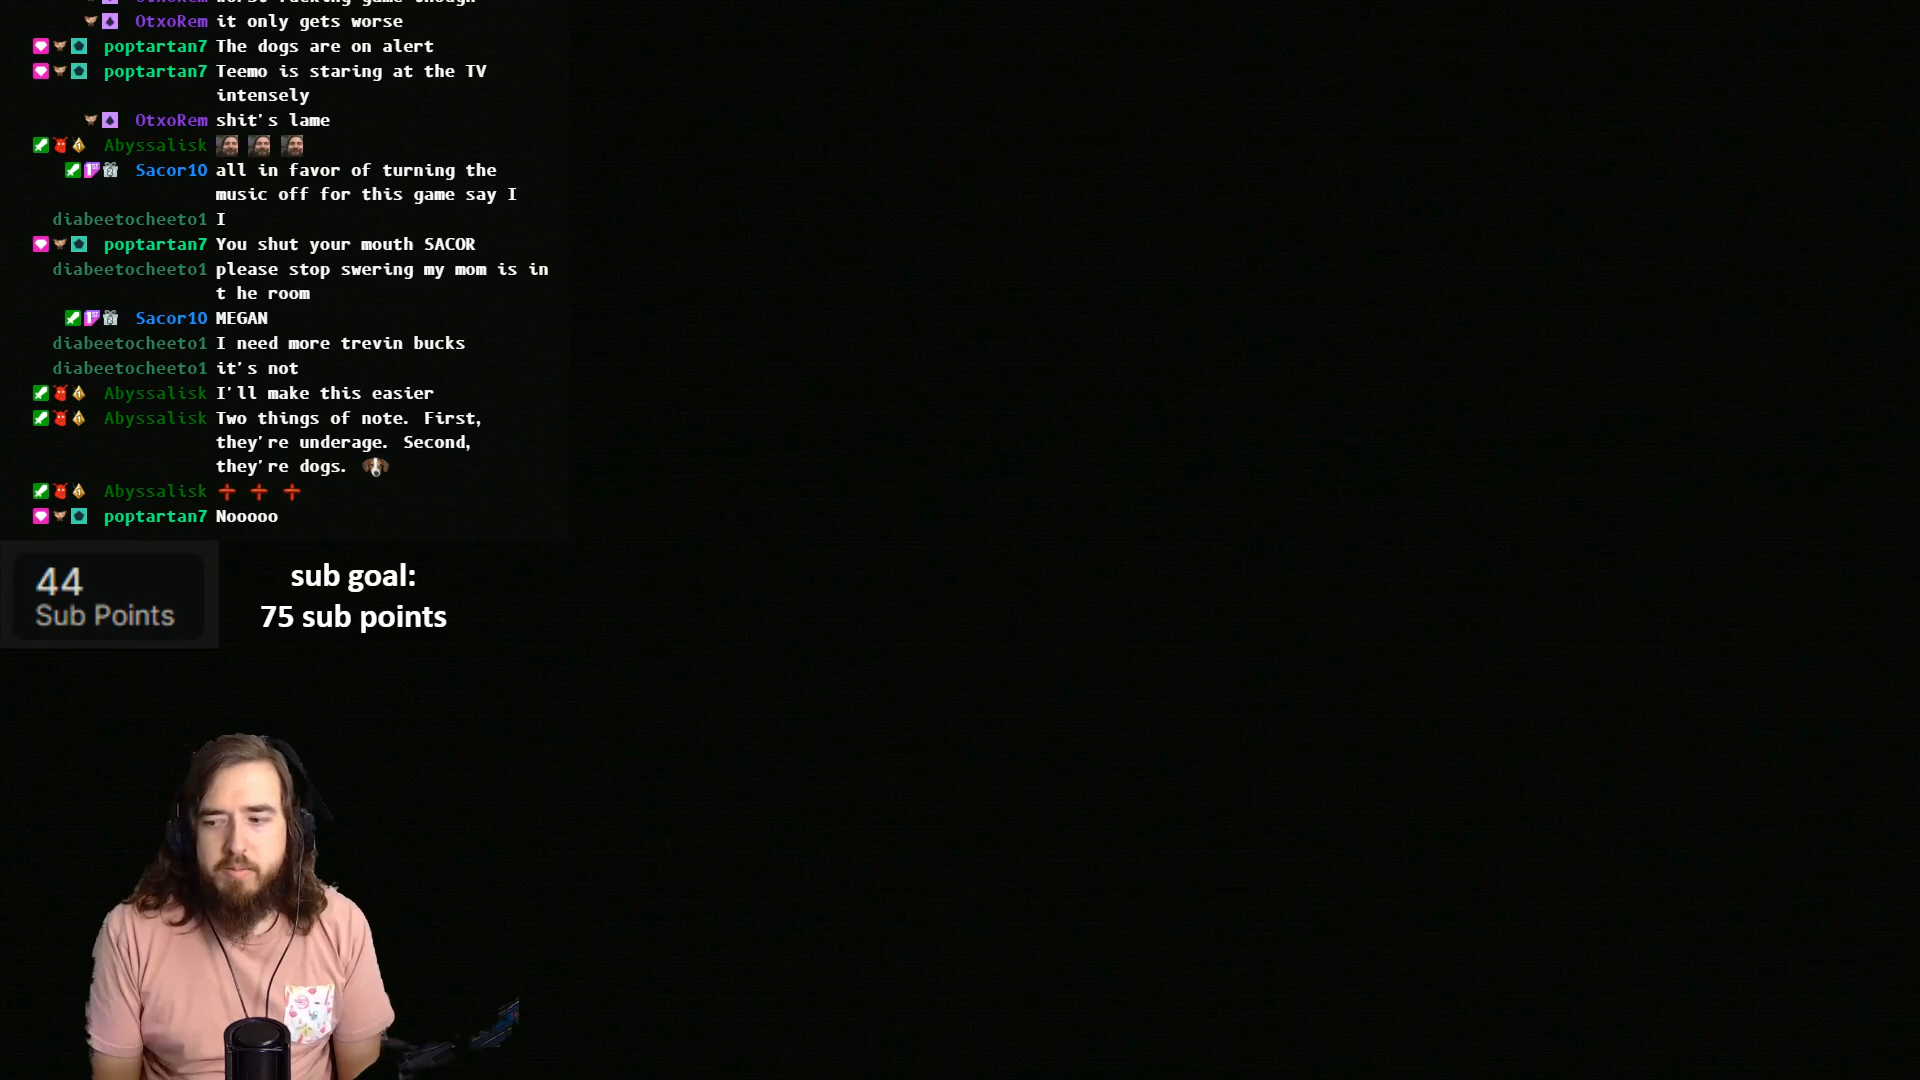 OtxoRem it only gets worse
poptartan7 The dogs are on alert
poptartan7 Teemo is staring at the TV
intensely
OtxoRem shit's lame
Abyssalisk
Sacor10 all in favor of turning the
music off for this game say I
diabeetocheeto1 I
poptartan7 You shut your mouth SACOR
diabeetocheeto1 please stop swering my mom is in
t he room
Sacor10 MEGAN
diabeetocheeto1 I need more trevin bucks
diabeetocheeto1 it's not
Abyssalisk I'll make this easier
Abyssalisk Two things of note. First,
they're underage. Second,
they're dogs.
Abyssalisk
poptartan7 Nooooo
44
Sub Points
sub goal:
75 sub points